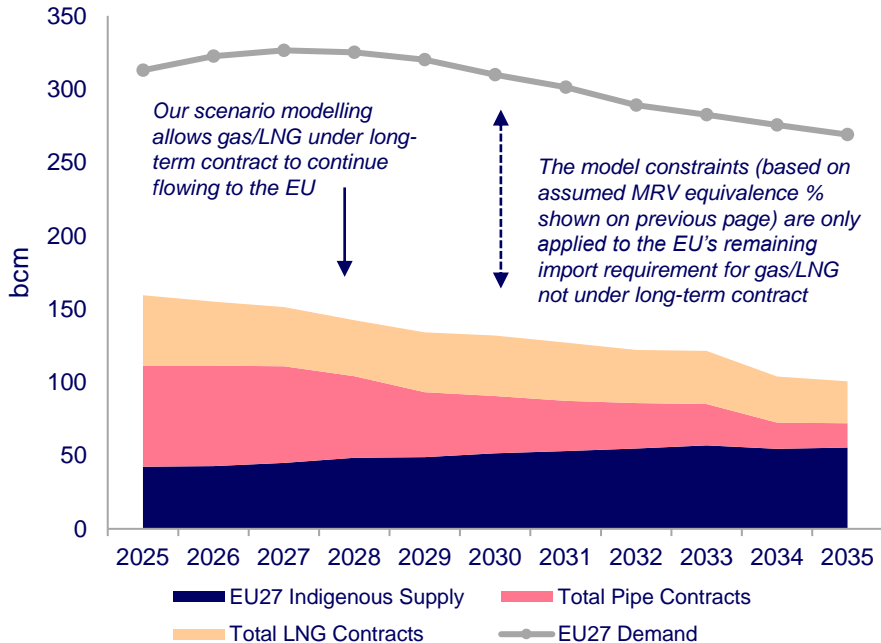 350
300
250
200
150
100
50
0
bcm
Our scenario modelling
allows gas/LNG under long-
term contract to continue
flowing to the EU
The model constraints (based on
assumed MRV equivalence %
shown on previous page) are only
applied to the EU's remaining
import requirement for gas/LNG
not under long-term contract
2025 2026 2027 2028 2029 2030 2031 2032 2033 2034 2035
EU27 Indigenous Supply Total Pipe Contracts
Total LNG Contracts EU27 Demand